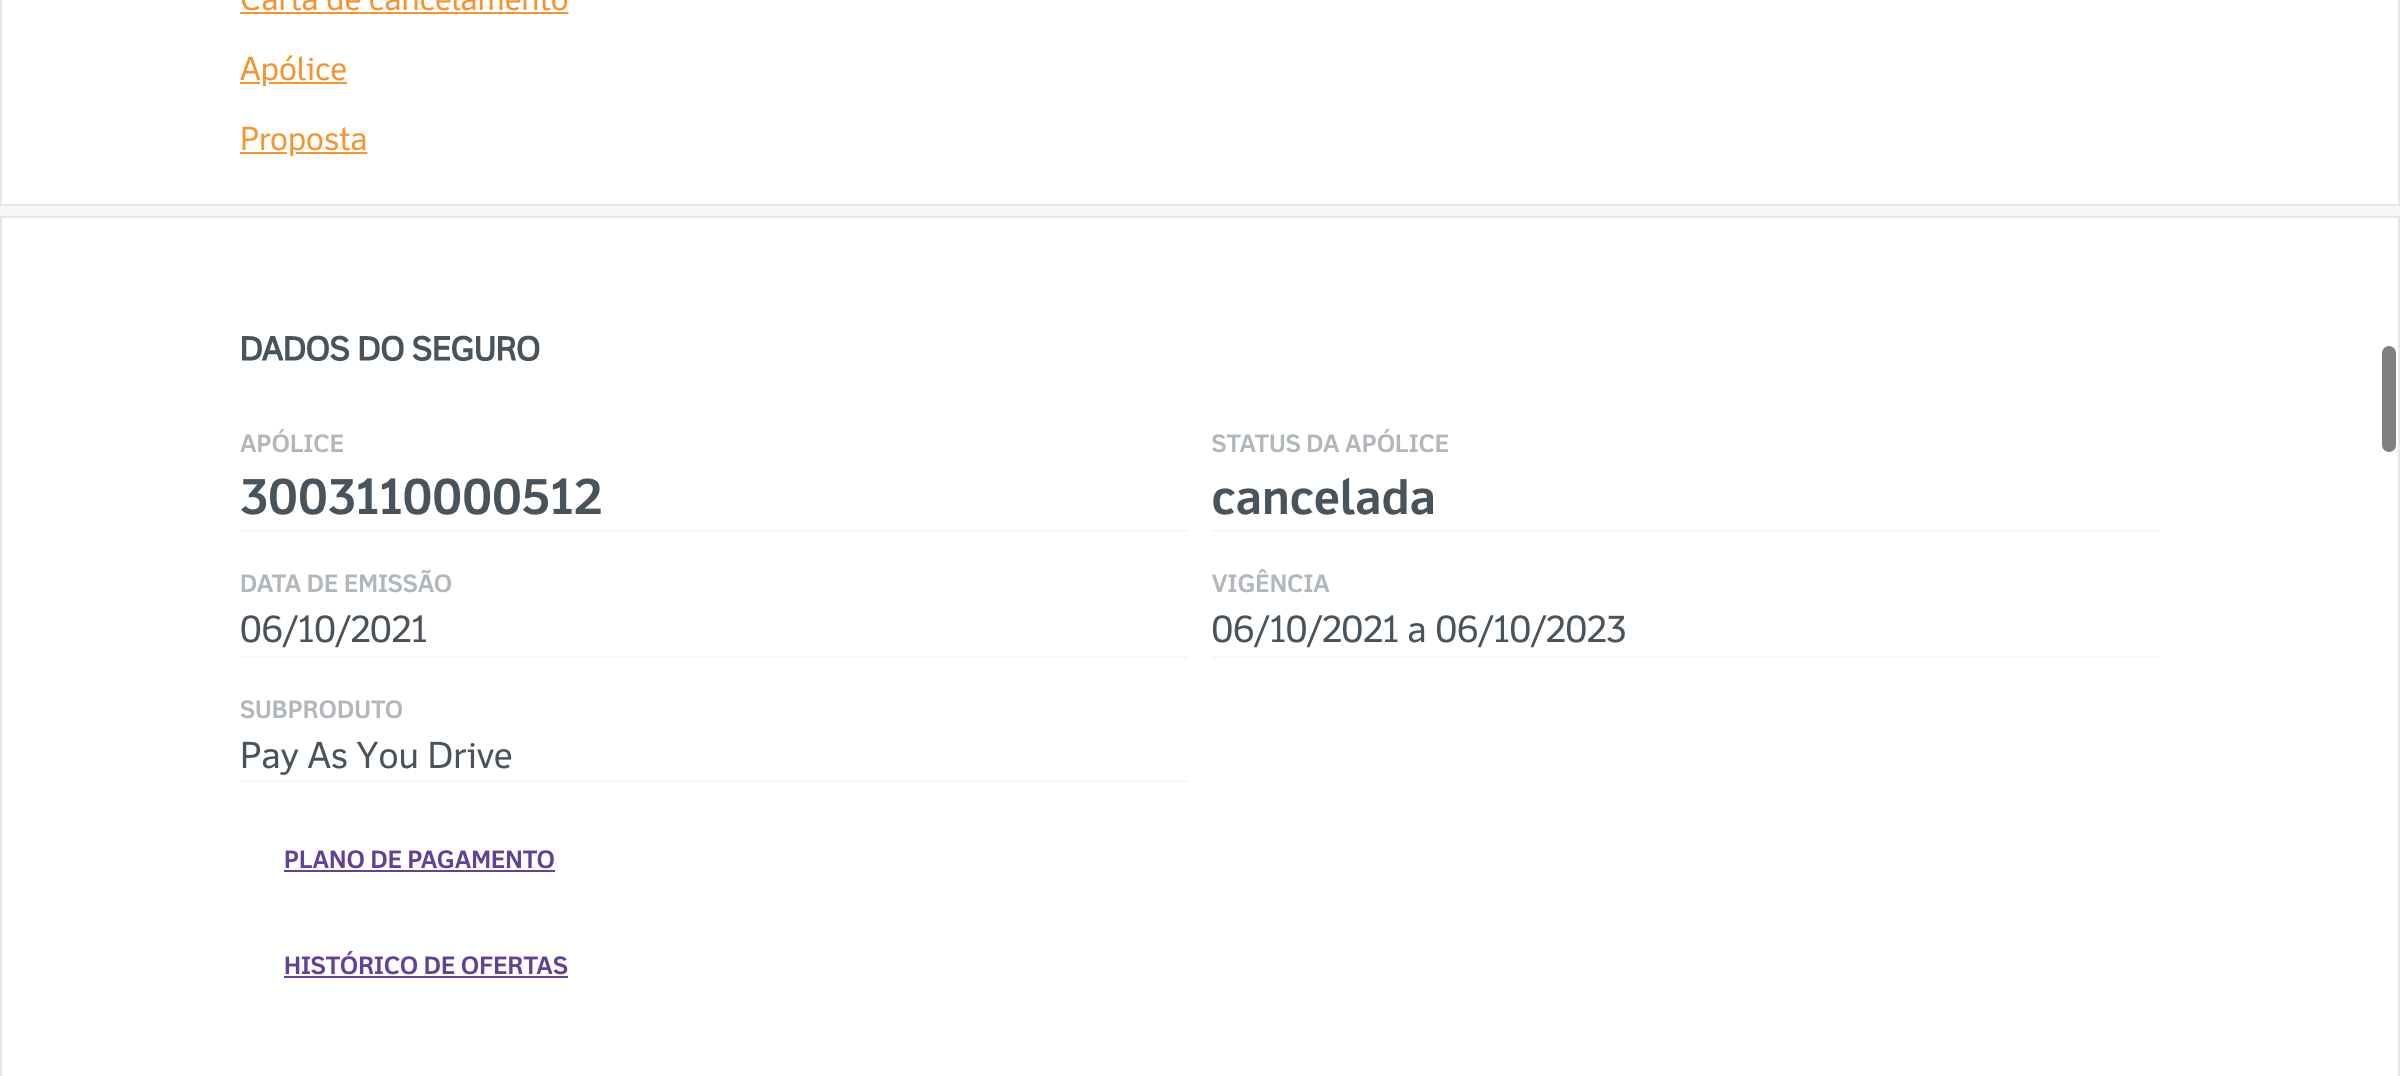 Carta de cancelamento
Apólice
Proposta
DADOS DO SEGURO
APÓLICE
3003110000512
STATUS DA APÓLICE
cancelada
DATA DE EMISSÃO
06/10/2021
VIGÊNCIA
06/10/2021 a 06/10/2023
SUBPRODUTO
Pay As You Drive
PLANO DE PAGAMENTO
HISTÓRICO DE OFERTAS